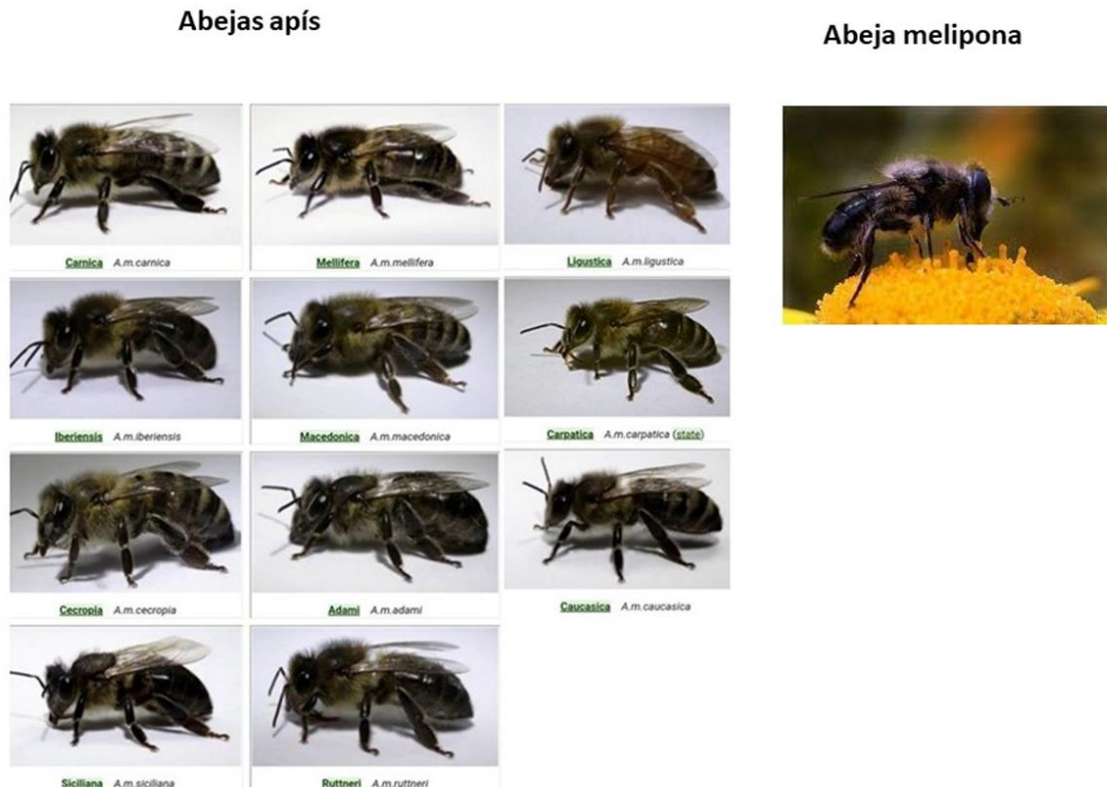 Abejas apís
Abeja melipona
Carnica A.m.carnica
Mellifera A.m.mellifera
Ligustica A.m.ligustica
Iberiensis A.m.iberiensis
Macedonica A.m.macedonica
Carpatica A.m.carpatica (state)
Cecropia A.m.cecropia
Adami A.m.adami
Caucasica A.m.caucasica
Siciliana A.m.siciliana
Ruttneri A.m.ruttneri